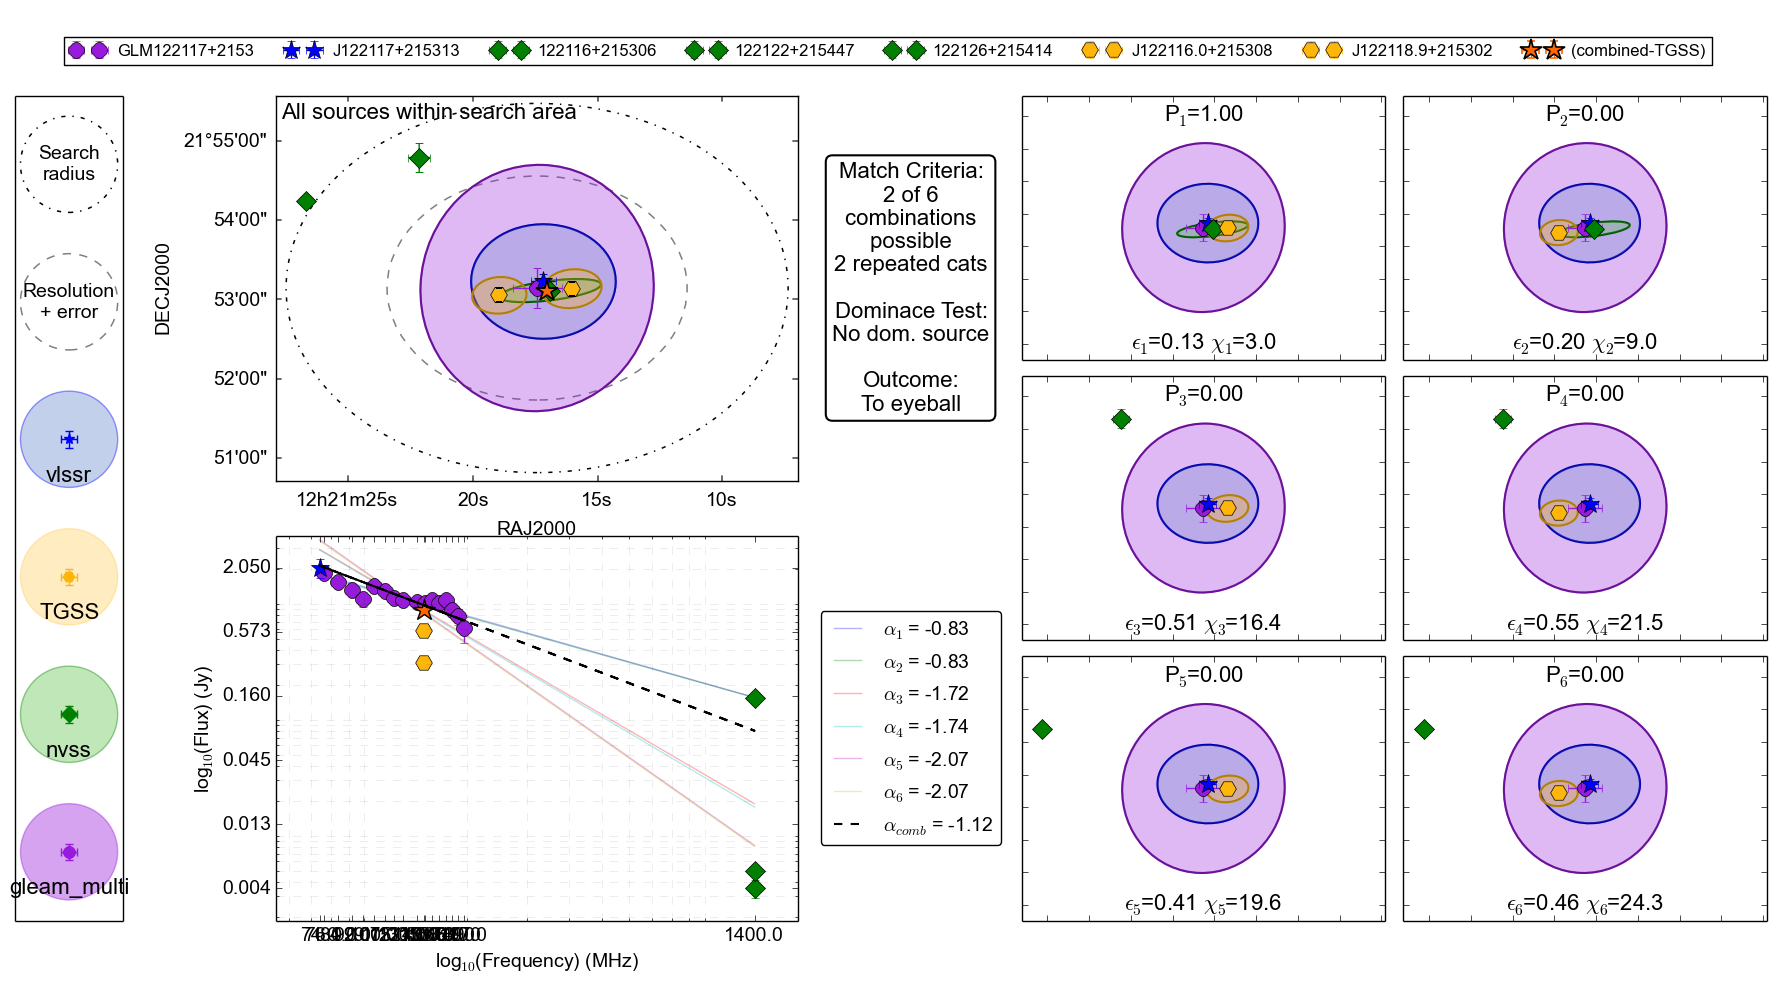 GLM122117+2153 J122117+215313 122116+215306 122122+215447 122126+215414 J122116.0+215308 J122118.9+215302 (combined-TGSS)
Search
radius
Resolution
+ error
vlssr
TGSS
nvss
gleam_multi
All sources within search area
DECJ2000
21°55'00"
54'00"
53'00"
52'00"
51'00"
12h21m25s 20s 15s 10s
RAJ2000
Match Criteria:
2 of 6
combinations
possible
2 repeated cats
Dominace Test:
No dom. source
Outcome:
To eyeball
log10(Flux) (Jy)
2.050
0.573
0.160
0.045
0.013
0.004
1400.0
log10(Frequency) (MHz)
α1 = -0.83
α2 = -0.83
α3 = -1.72
α4 = -1.74
α5 = -2.07
α6 = -2.07
αcomb = -1.12
P1=1.00
ϵ1=0.13 χ1=3.0
P2=0.00
ϵ2=0.20 χ2=9.0
P3=0.00
ϵ3=0.51 χ3=16.4
P4=0.00
ϵ4=0.55 χ4=21.5
P5=0.00
ϵ5=0.41 χ5=19.6
P6=0.00
ϵ6=0.46 χ6=24.3